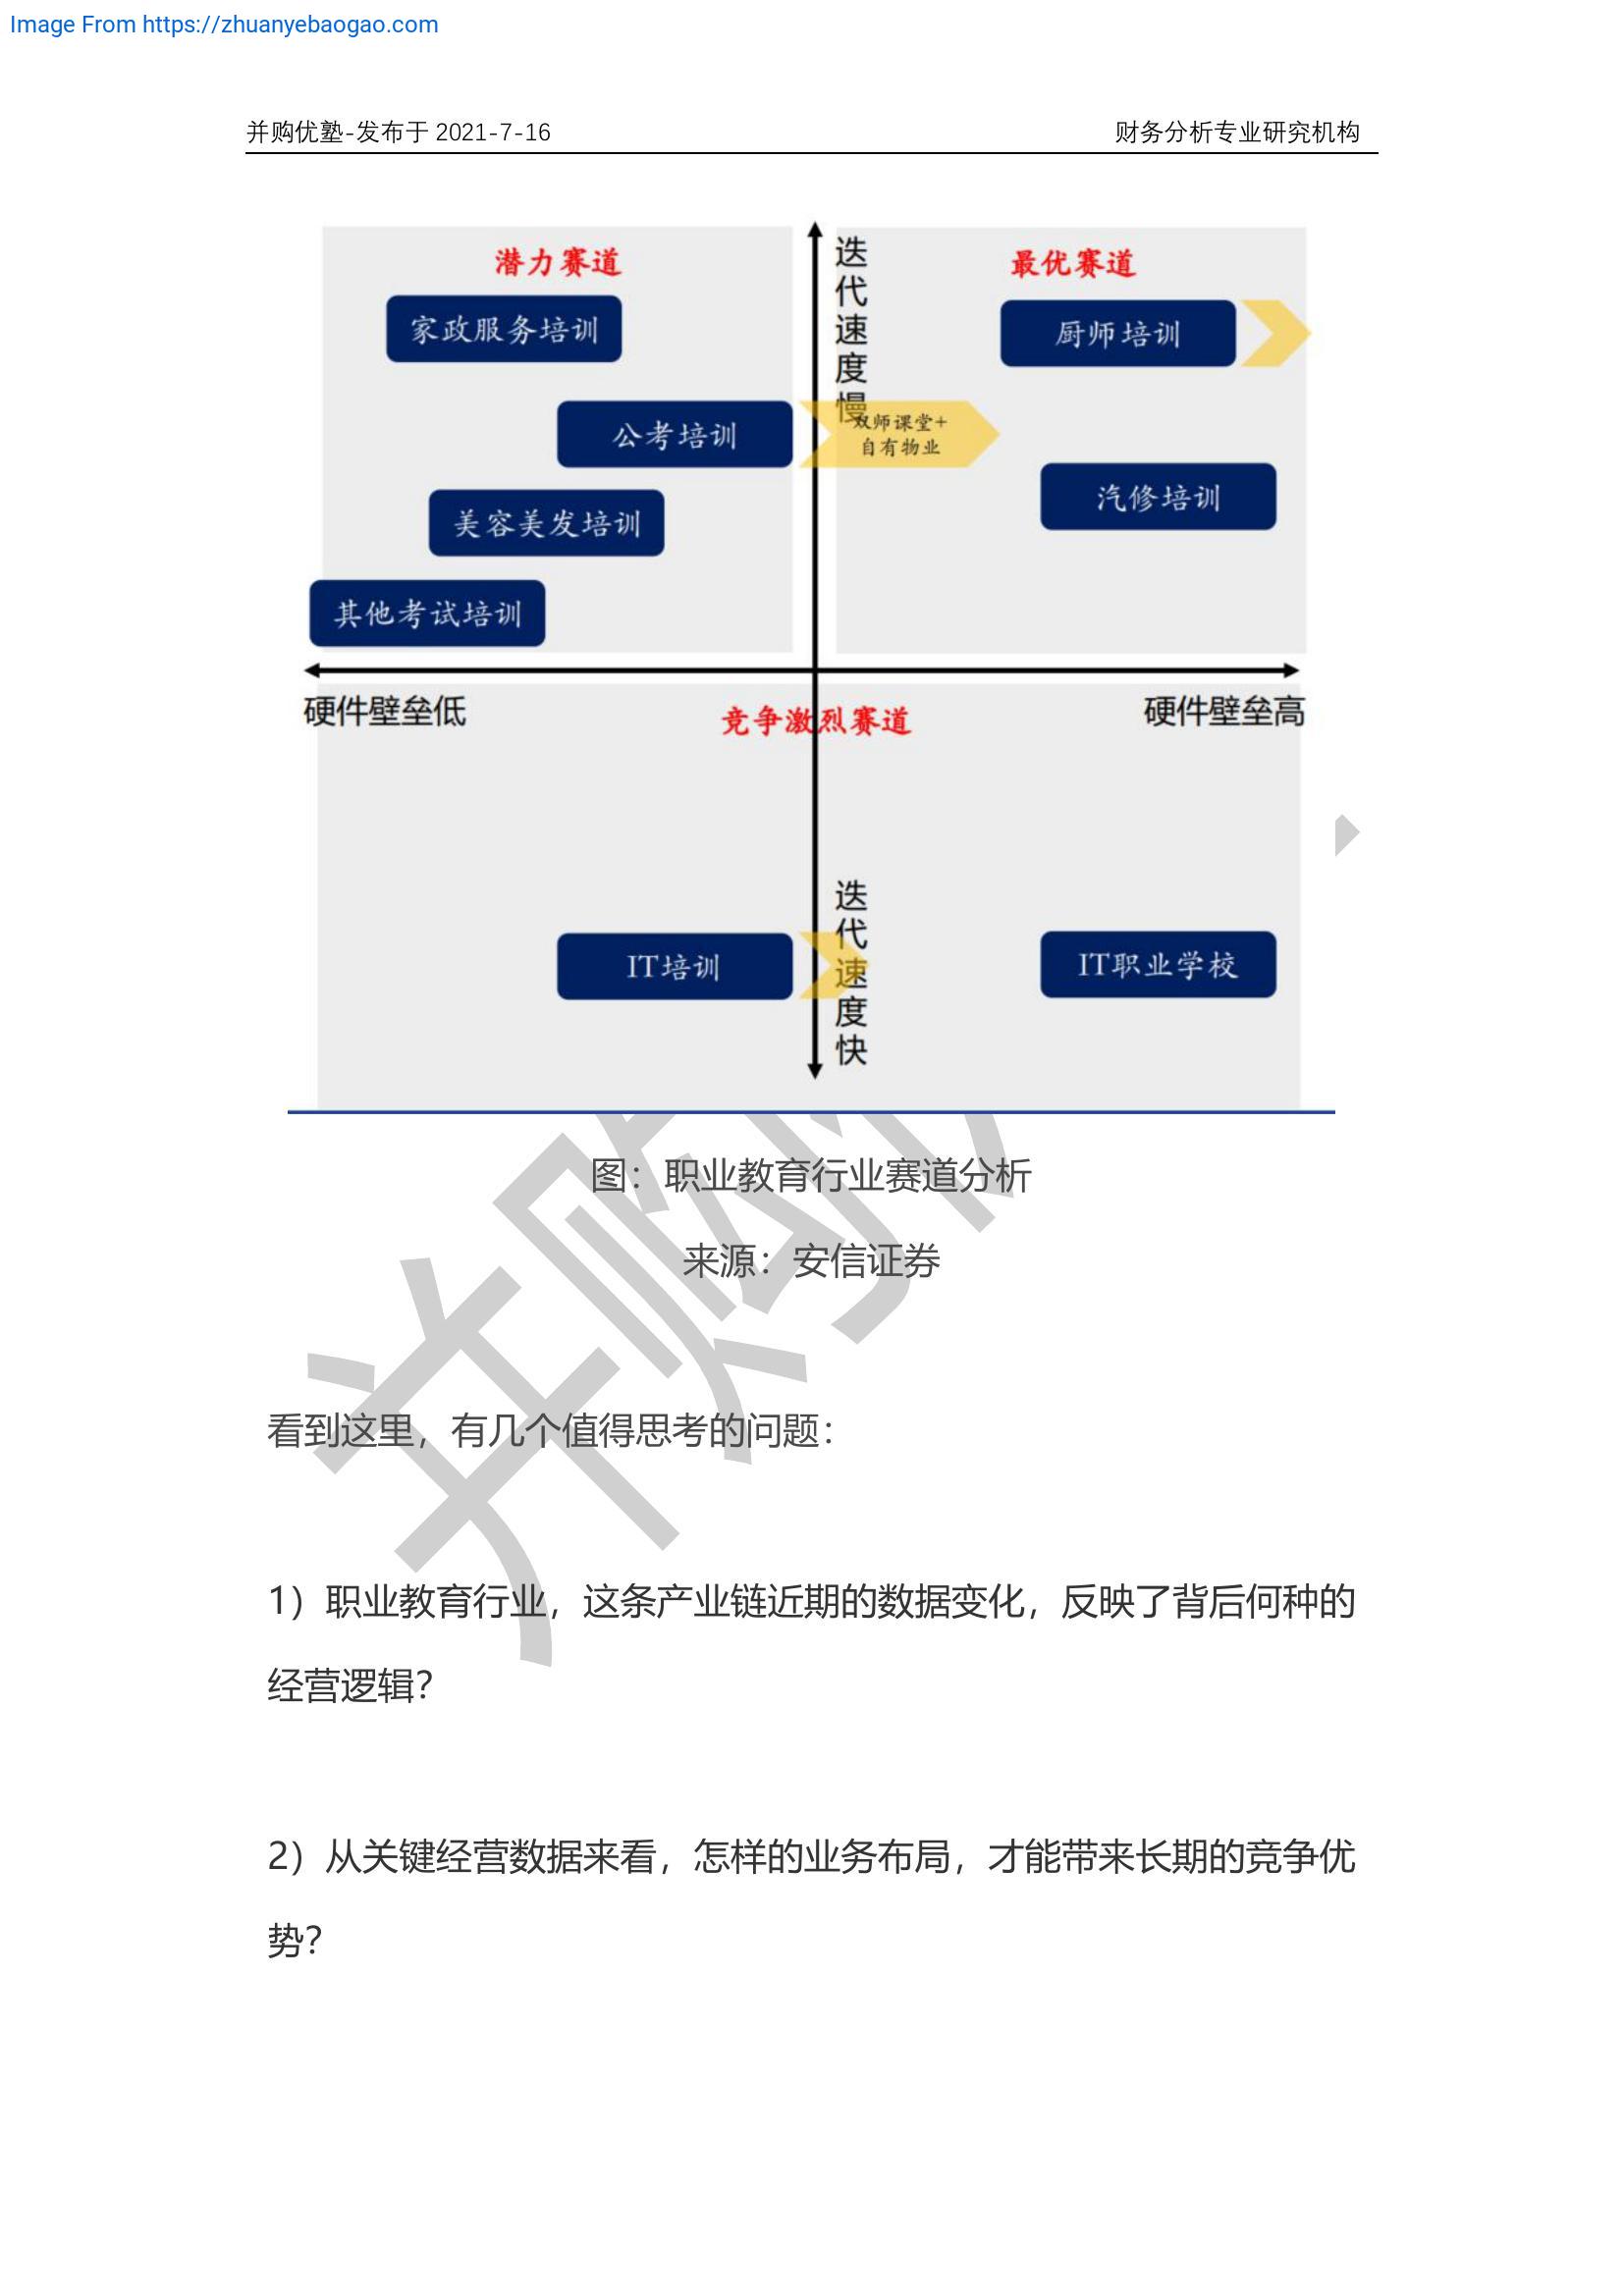 Image From https://zhuanyebaogao.com
并购优塾-发布于 2021-7-16
财务分析专业研究机构
潜力赛道
最优赛道
迭代速度慢
家政服务培训
厨师培训
公考培训
双师课堂+
自有物业
汽修培训
美容美发培训
其他考试培训
硬件壁垒低
硬件壁垒高
竞争激烈赛道
迭代速度快
IT培训
IT职业学校
图：职业教育行业赛道分析
来源：安信证券
看到这里，有几个值得思考的问题：
1）职业教育行业，这条产业链近期的数据变化，反映了背后何种的
经营逻辑？
2）从关键经营数据来看，怎样的业务布局，才能带来长期的竞争优
势？
并购